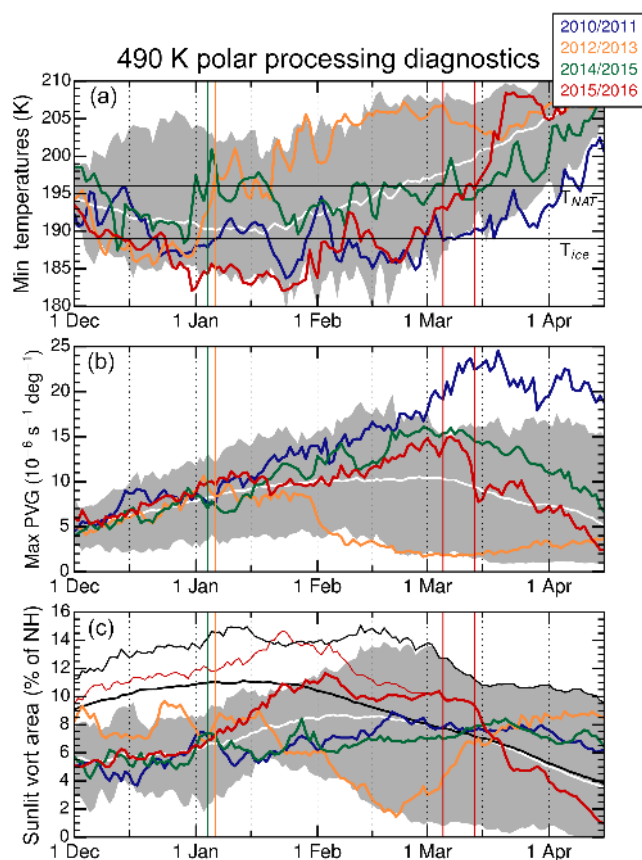 2010/2011
2012/2013
2014/2015
2015/2016
490 K polar processing diagnostics
(a)
Min temperatures (K)
210
205
200
195
190
185
180
T_NAT
T_ice
1 Dec 1 Jan 1 Feb 1 Mar 1 Apr
(b)
Max PVG (10⁻⁶ s⁻¹ deg⁻¹)
25
20
15
10
5
0
1 Dec 1 Jan 1 Feb 1 Mar 1 Apr
(c)
Sunlit vort area (% of NH)
16
14
12
10
8
6
4
2
0
1 Dec 1 Jan 1 Feb 1 Mar 1 Apr